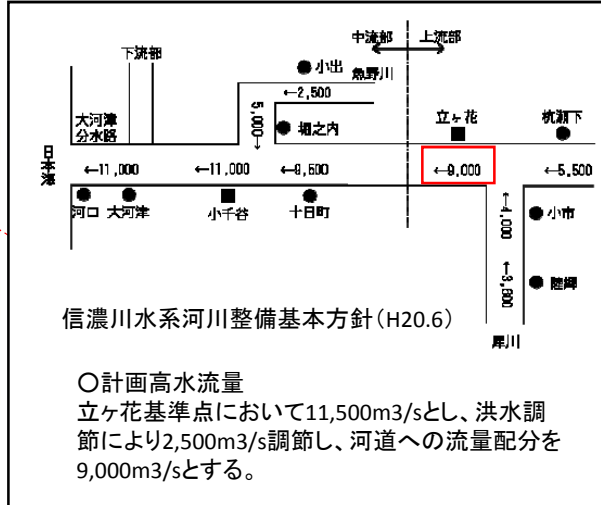 中流部 上流部
下流部
小出
魚野川
←2,500
5,000→
大河津
分水路
堀之内
立ヶ花
杭瀬下
日本海
←11,000
←11,000
←9,500
←9,000
←5,500
河口
大河津
小千谷
十日町
←4,000
小市
←3,800
陸郷
信濃川水系河川整備基本方針(H20.6)
犀川
〇計画高水流量
立ヶ花基準点において11,500m3/sとし、洪水調
節により2,500m3/s調節し、河道への流量配分を
9,000m3/sとする。